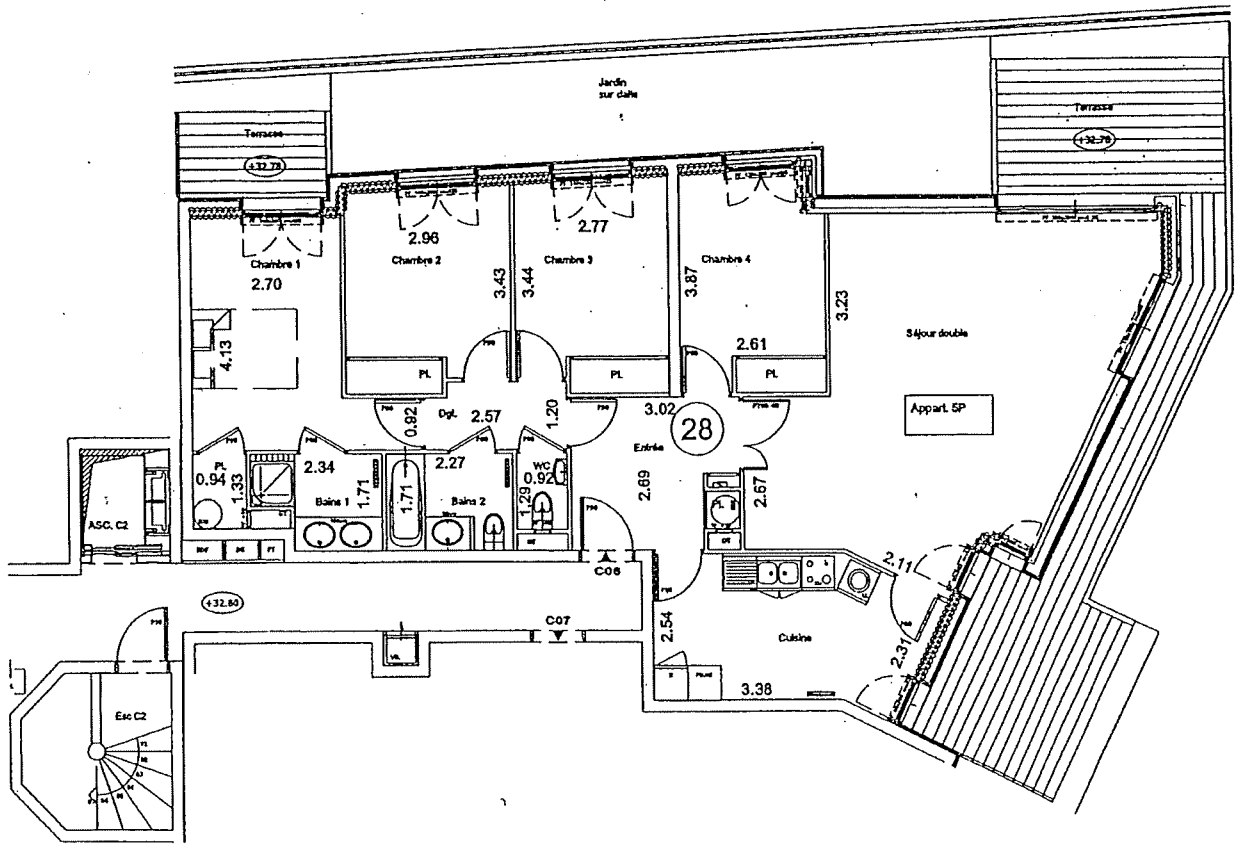 Jardin
sur dalle
Terrasse
+32.78
Terrasse
+32.78
2.96
2.77
Chambre 1
2.70
Chambre 2
Chambre 3
Chambre 4
3.43
3.44
3.87
3.23
4.13
2.61
Séjour double
PL
PL
PL
Appart. 5P
Dgt.
0.92
2.57
1.20
3.02
28
Entrée
PL
0.94
1.33
2.34
1.71
Bains 1
1.71
2.27
Bains 2
WC
0.92
1.29
2.69
2.67
PL
ASC. C2
C06
2.11
+32.80
C07
2.54
Cuisine
2.31
3.38
Esc C2